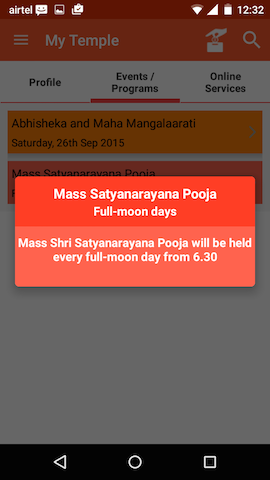 airtel 12:32
My Temple
Profile
Events /
Programs
Online
Services
Abhisheka and Maha Mangalaarati
Saturday, 26th Sep 2015
Mass Satyanarayana Pooja
Mass Satyanarayana Pooja
Full-moon days
Mass Shri Satyanarayana Pooja will be held
every full-moon day from 6.30